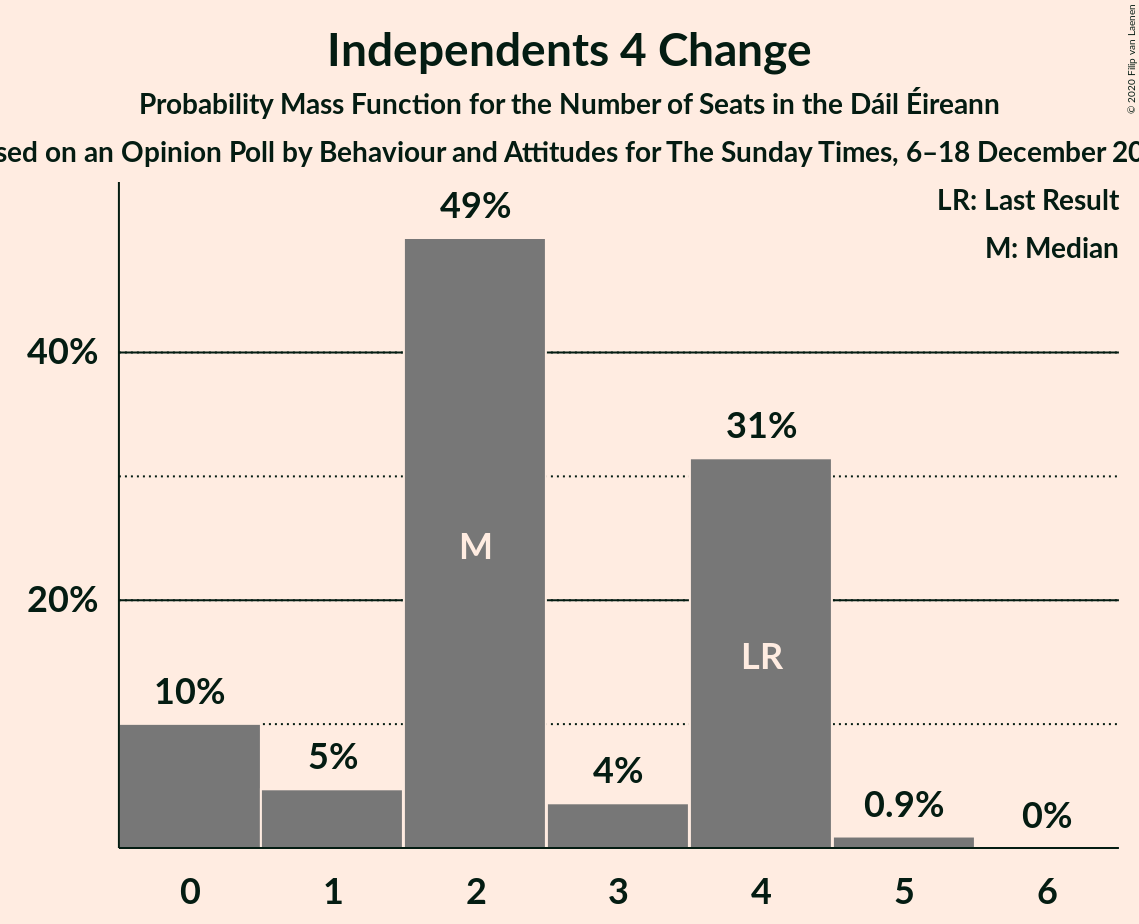 Independents 4 Change
Probability Mass Function for the Number of Seats in the Dáil Éireann
on an Opinion Poll by Behaviour and Attitudes for The Sunday Times, 6–18 December
© 2020 Filip van Laenen
LR: Last Result
M: Median
49%
40%
31%
M
20%
LR
10%
5%
4%
0.9%
0%
0 1 2 3 4 5 6